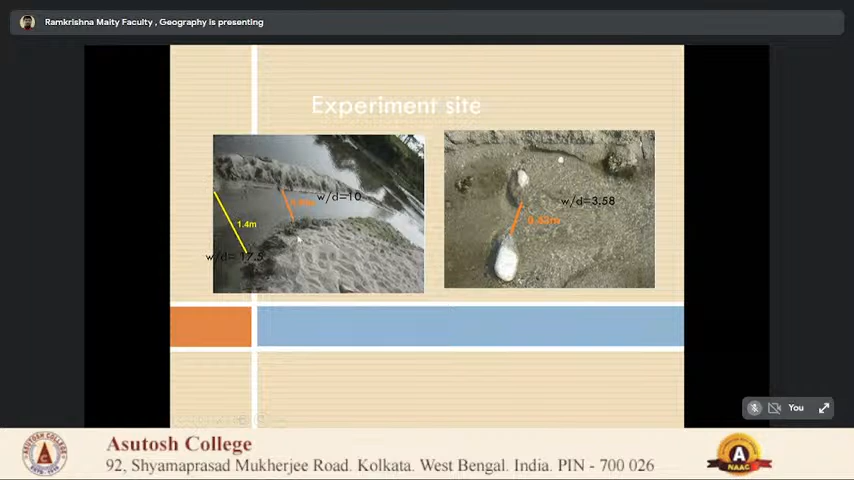 Ramkrishna Maity Faculty , Geography is presenting
Experiment site
w/d=10
1.4m
w/d= 17.5
w/d=3.58
You
Asutosh College
92, Shyamaprasad Mukherjee Road. Kolkata. West Bengal. India. PIN - 700 026
NAAC